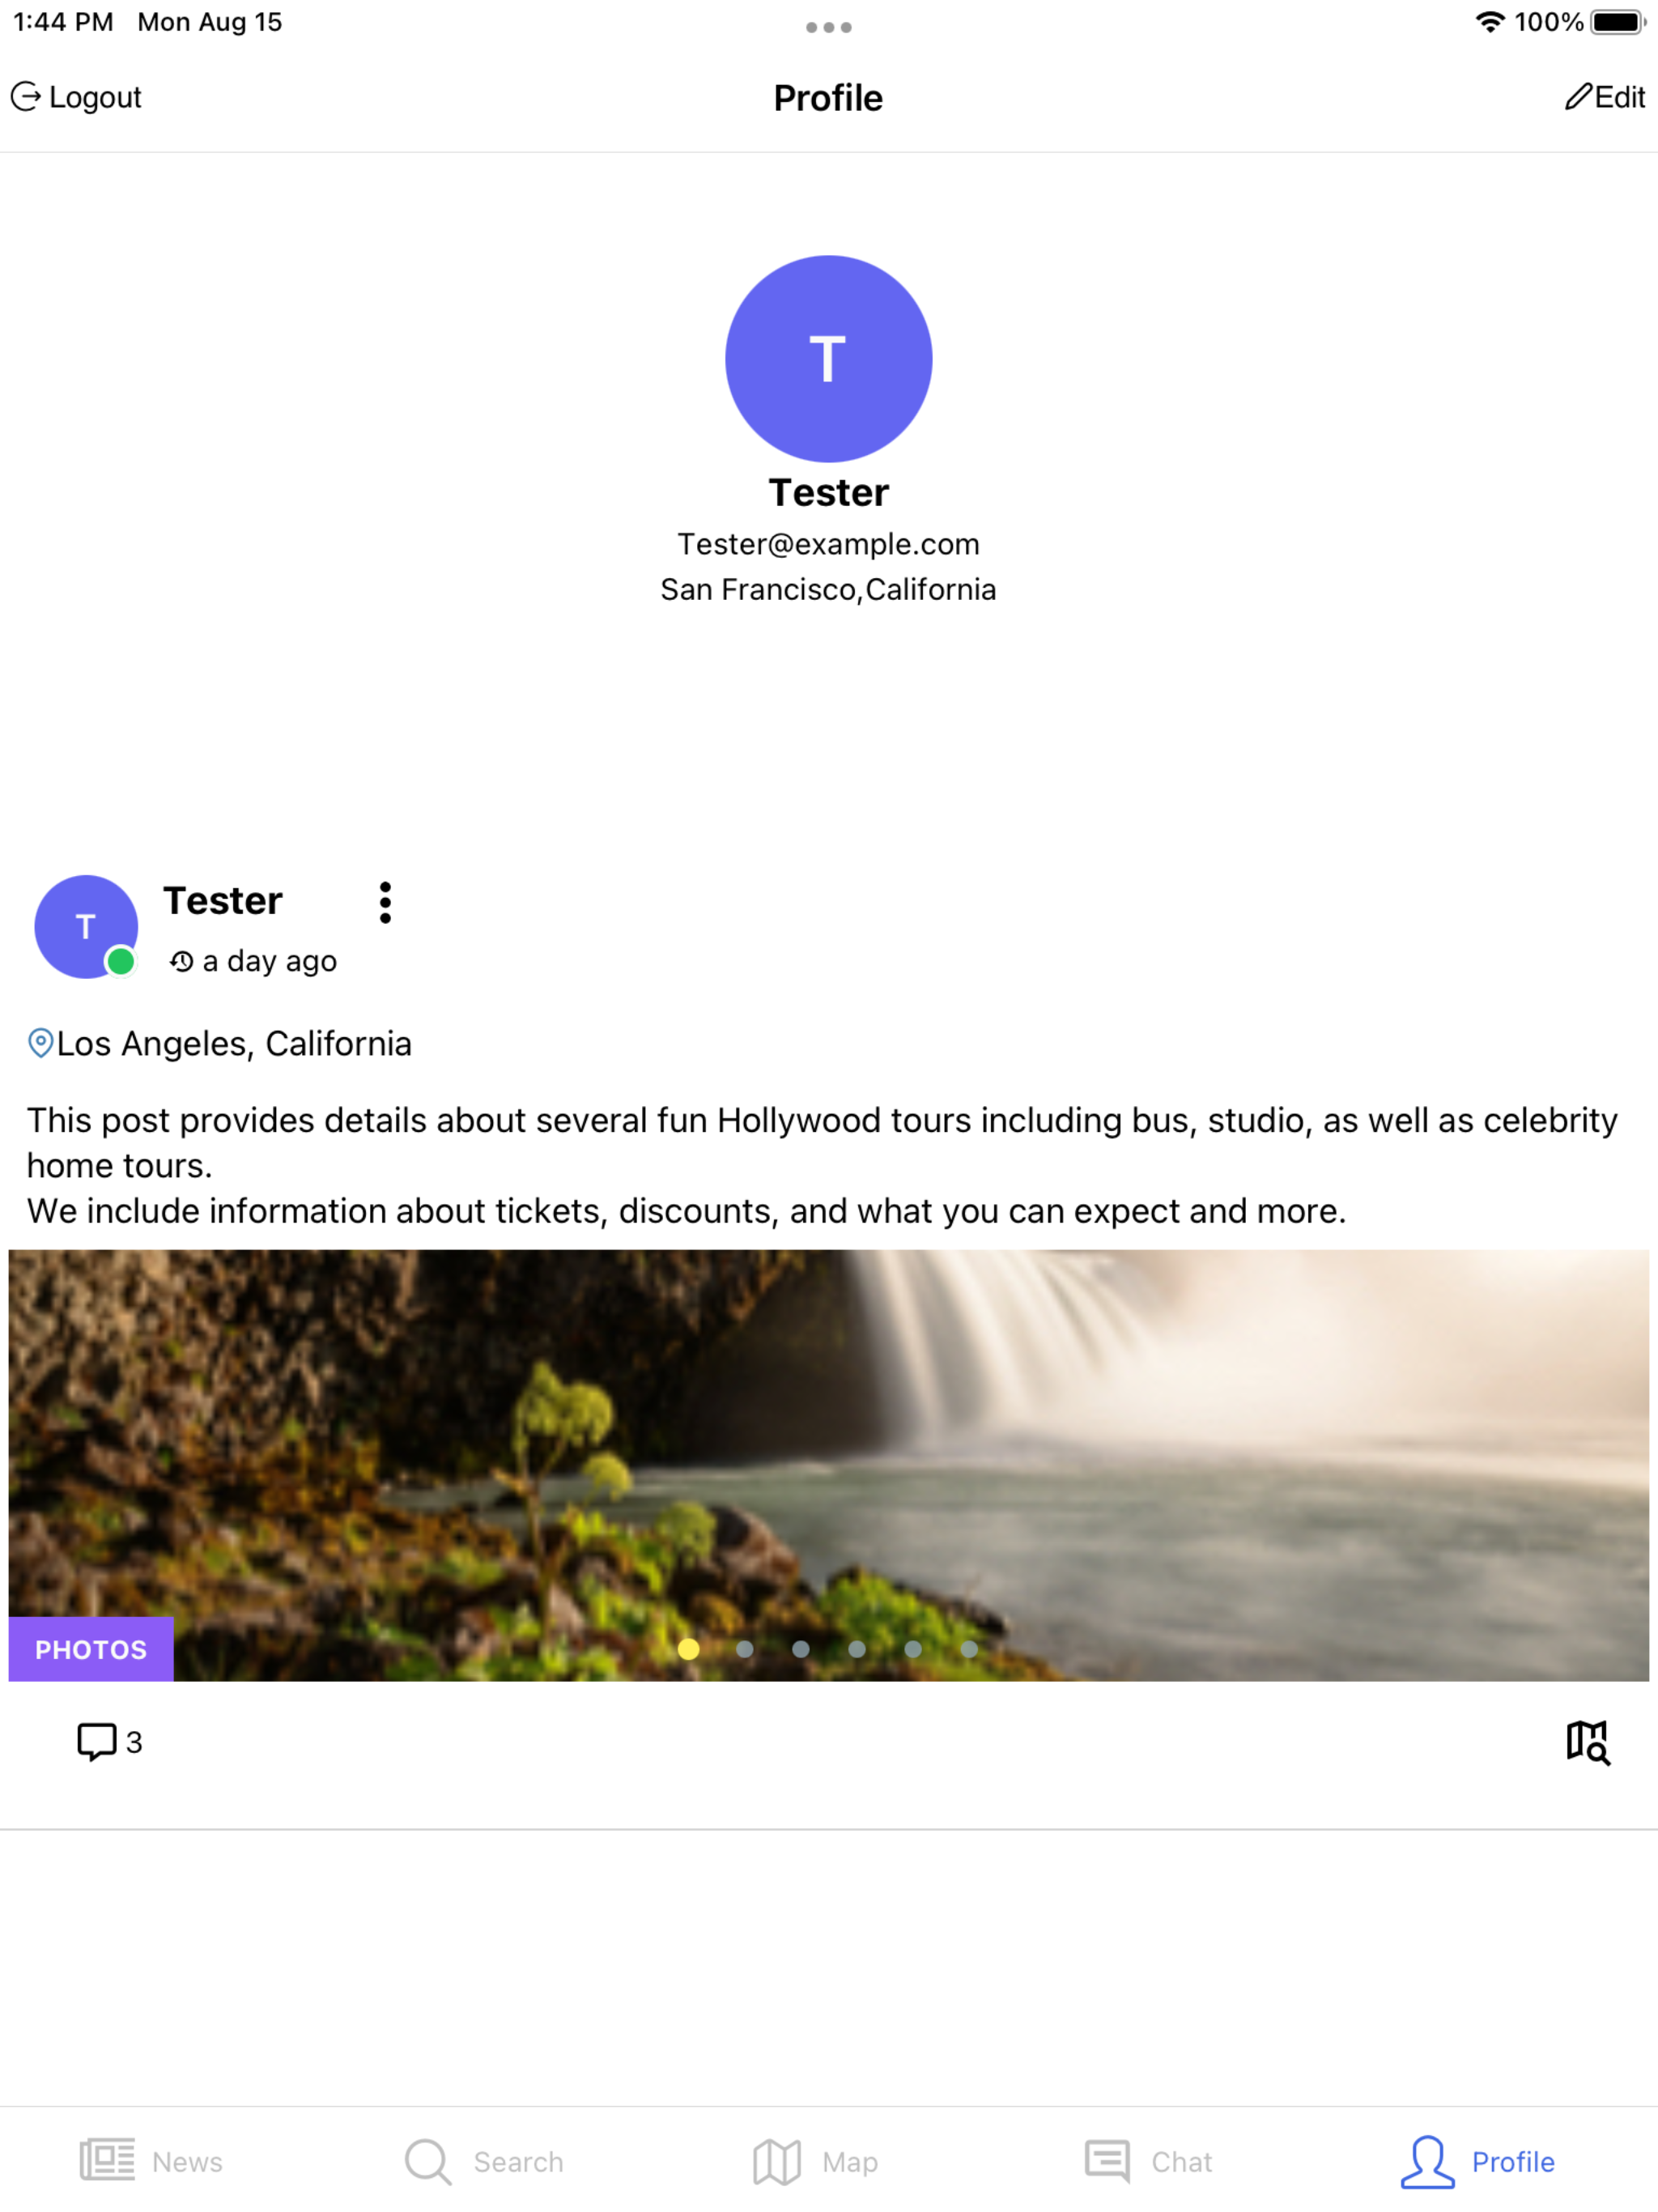 1:44 PM Mon Aug 15 100%
Logout Profile Edit
T
Tester
Tester@example.com
San Francisco,California
T Tester
a day ago
Los Angeles, California
This post provides details about several fun Hollywood tours including bus, studio, as well as celebrity
home tours.
We include information about tickets, discounts, and what you can expect and more.
PHOTOS
3
News Search Map Chat Profile